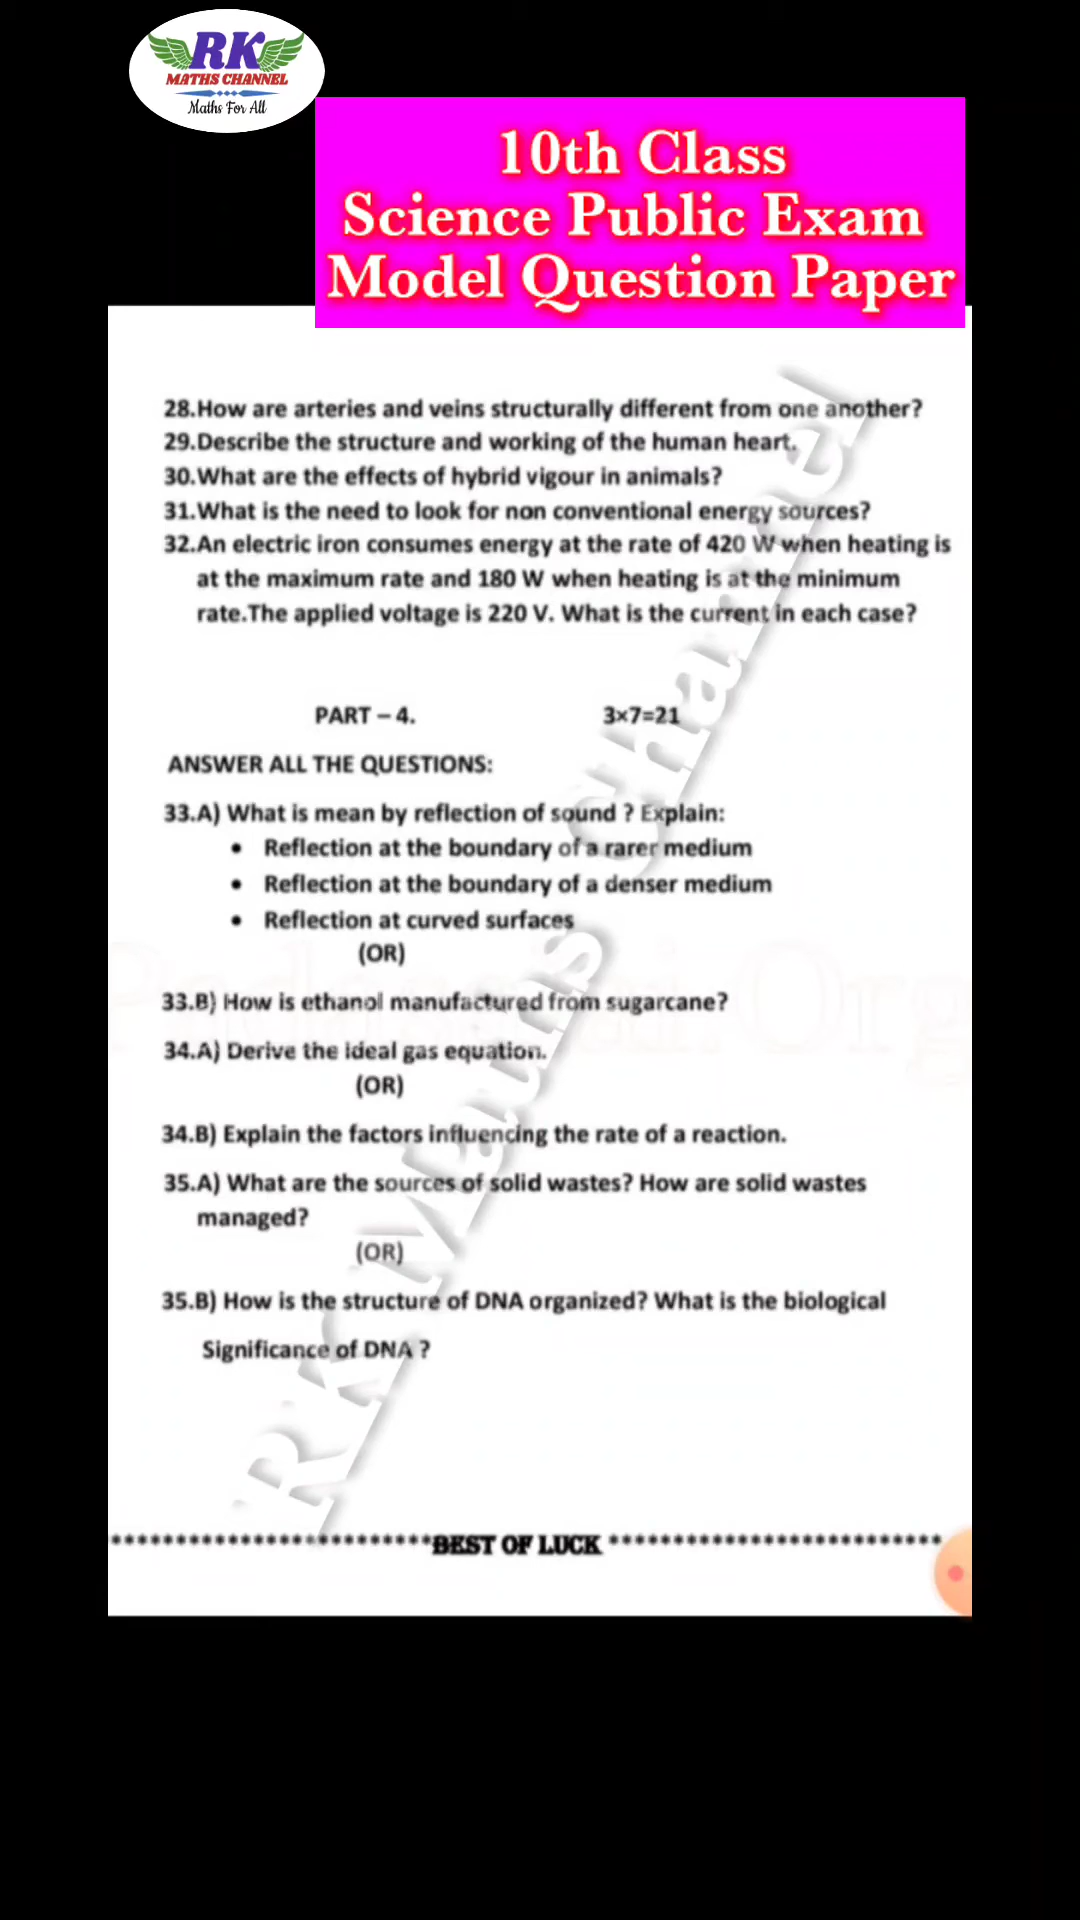 RK
MATHS CHANNEL
Maths For All
10th Class
Science Public Exam
Model Question Paper
28.How are arteries and veins structurally different from one another?
29.Describe the structure and working of the human heart.
30.What are the effects of hybrid vigour in animals?
31.What is the need to look for non conventional energy sources?
32.An electric iron consumes energy at the rate of 420 W when heating is
at the maximum rate and 180 W when heating is at the minimum
rate.The applied voltage is 220 V. What is the current in each case?
PART – 4. 3×7=21
ANSWER ALL THE QUESTIONS:
33.A) What is mean by reflection of sound ? Explain:
• Reflection at the boundary of a rarer medium
• Reflection at the boundary of a denser medium
• Reflection at curved surfaces
(OR)
33.B) How is ethanol manufactured from sugarcane?
34.A) Derive the ideal gas equation.
(OR)
34.B) Explain the factors influencing the rate of a reaction.
35.A) What are the sources of solid wastes? How are solid wastes
managed?
(OR)
35.B) How is the structure of DNA organized? What is the biological
Significance of DNA ?
RK Maths Channel
*************************BEST OF LUCK **************************